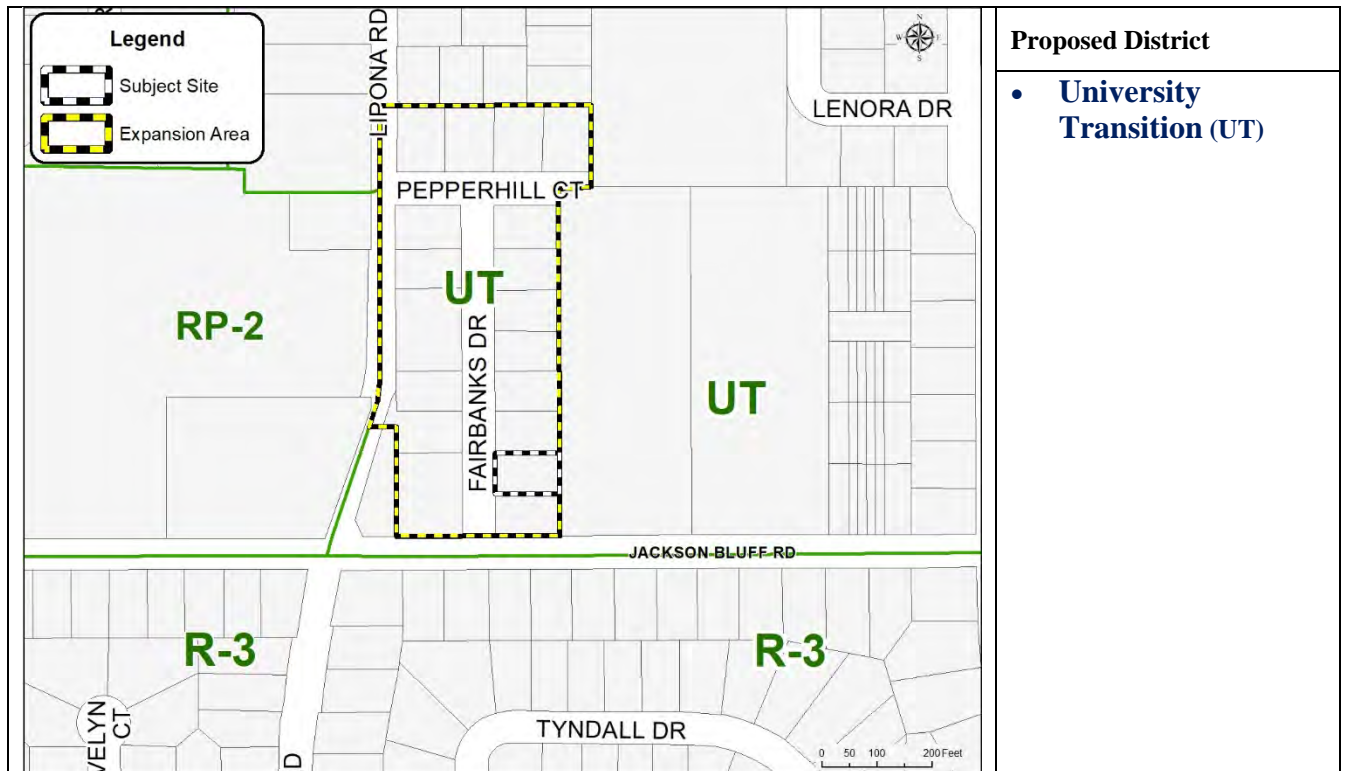 R
Legend
Subject Site
Expansion Area
LIPONA RD
N
W E
S
LENORA DR
PEPPERHILL CT
UT
RP-2
FAIRBANKS DR
UT
JACKSON BLUFF RD
R-3
R-3
VELYN
CT
D
TYNDALL DR
0 50 100 200 Feet
Proposed District
• University
Transition (UT)